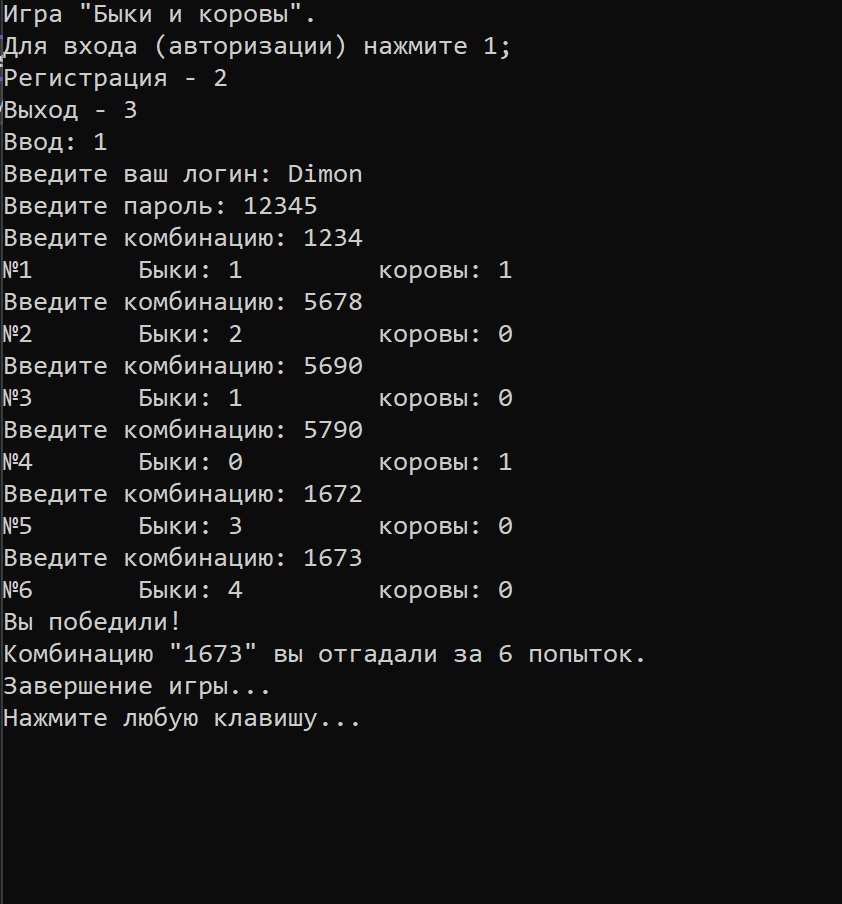 Игра "Быки и коровы".
Для входа (авторизации) нажмите 1;
Регистрация - 2
Выход - 3
Ввод: 1
Введите ваш логин: Dimon
Введите пароль: 12345
Введите комбинацию: 1234
№1 Быки: 1 коровы: 1
Введите комбинацию: 5678
№2 Быки: 2 коровы: 0
Введите комбинацию: 5690
№3 Быки: 1 коровы: 0
Введите комбинацию: 5790
№4 Быки: 0 коровы: 1
Введите комбинацию: 1672
№5 Быки: 3 коровы: 0
Введите комбинацию: 1673
№6 Быки: 4 коровы: 0
Вы победили!
Комбинацию "1673" вы отгадали за 6 попыток.
Завершение игры...
Нажмите любую клавишу...